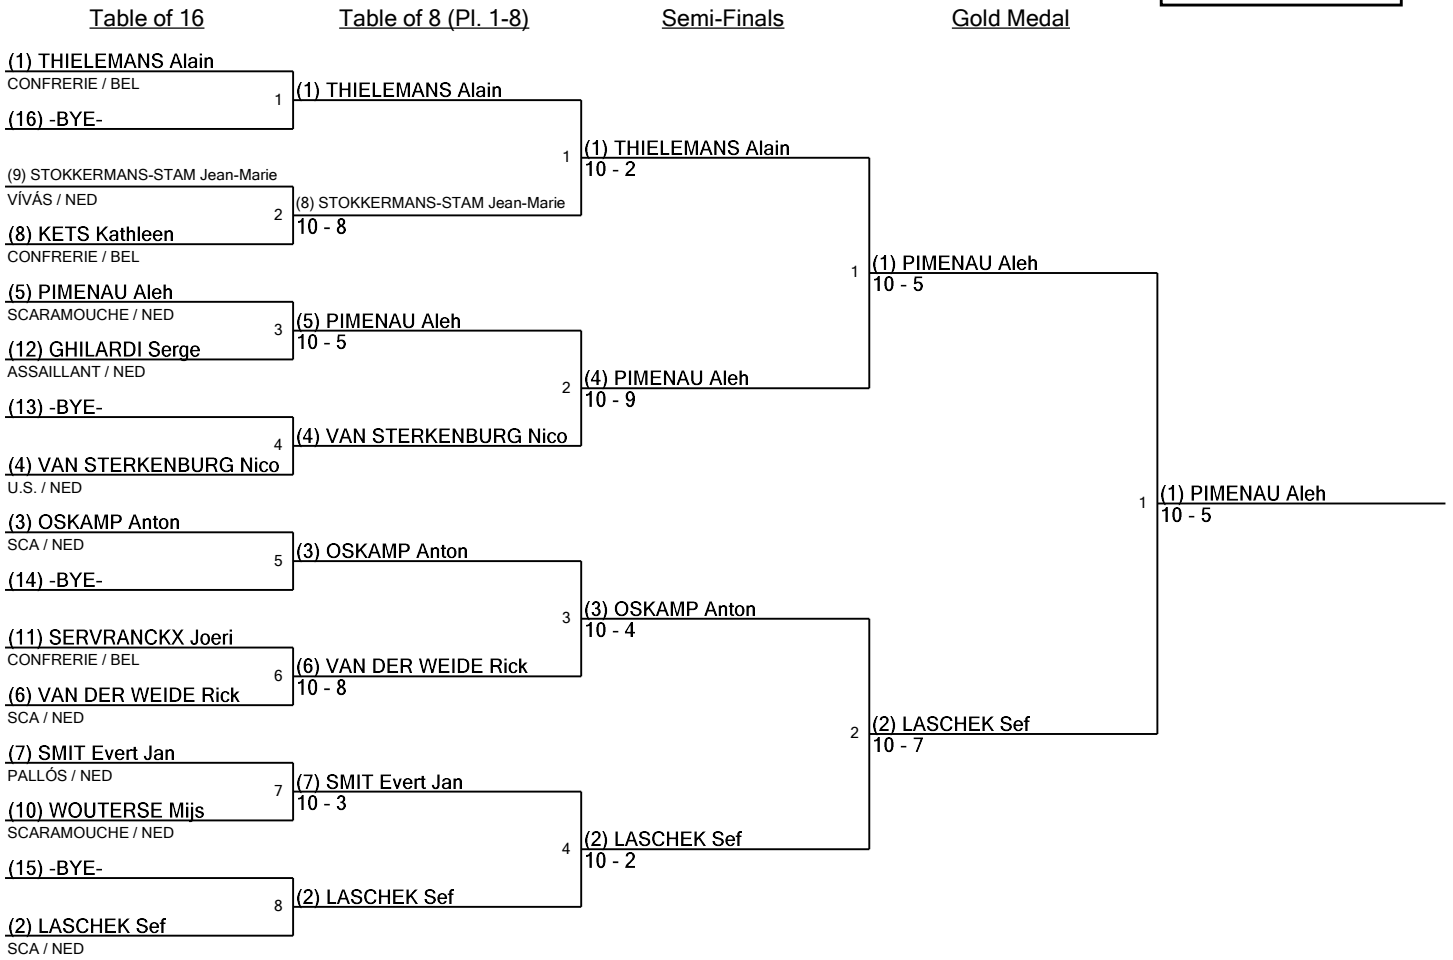 Table of 16
Table of 8 (Pl. 1-8)
Semi-Finals
Gold Medal
(1) THIELEMANS Alain
CONFRERIE / BEL
(16) -BYE-
1
(9) STOKKERMANS-STAM Jean-Marie
VÍVÁS / NED
(8) KETS Kathleen
CONFRERIE / BEL
2
(5) PIMENAU Aleh
SCARAMOUCHE / NED
(12) GHILARDI Serge
ASSAILLANT / NED
3
(13) -BYE-
(4) VAN STERKENBURG Nico
U.S. / NED
4
(3) OSKAMP Anton
SCA / NED
(14) -BYE-
5
(11) SERVRANCKX Joeri
CONFRERIE / BEL
(6) VAN DER WEIDE Rick
SCA / NED
6
(7) SMIT Evert Jan
PALLÓS / NED
(10) WOUTERSE Mijs
SCARAMOUCHE / NED
7
(15) -BYE-
(2) LASCHEK Sef
SCA / NED
8
(1) THIELEMANS Alain
(8) STOKKERMANS-STAM Jean-Marie
10 - 8
1
(5) PIMENAU Aleh
10 - 5
(4) VAN STERKENBURG Nico
2
(3) OSKAMP Anton
(6) VAN DER WEIDE Rick
10 - 8
3
(7) SMIT Evert Jan
10 - 3
(2) LASCHEK Sef
4
(1) THIELEMANS Alain
10 - 2
(4) PIMENAU Aleh
10 - 9
1
(3) OSKAMP Anton
10 - 4
(2) LASCHEK Sef
10 - 2
2
(1) PIMENAU Aleh
10 - 5
(2) LASCHEK Sef
10 - 7
1
(1) PIMENAU Aleh
10 - 5